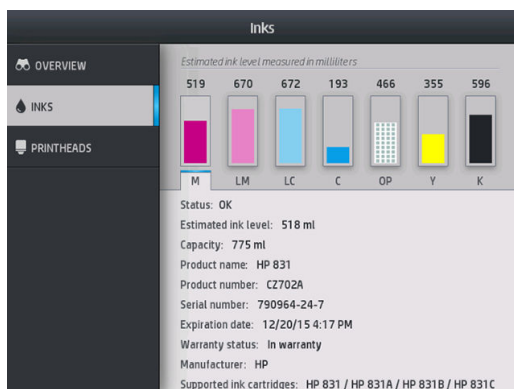 Inks
OVERVIEW
INKS
PRINTHEADS
Estimated ink level measured in milliliters
519 670 672 193 466 355 596
M LM LC C OP Y K
Status: OK
Estimated ink level: 518 ml
Capacity: 775 ml
Product name: HP 831
Product number: CZ702A
Serial number: 790964-24-7
Expiration date: 12/20/15 4:17 PM
Warranty status: In warranty
Manufacturer: HP
Supported ink cartridges: HP 831 / HP 831A / HP 831B / HP 831C